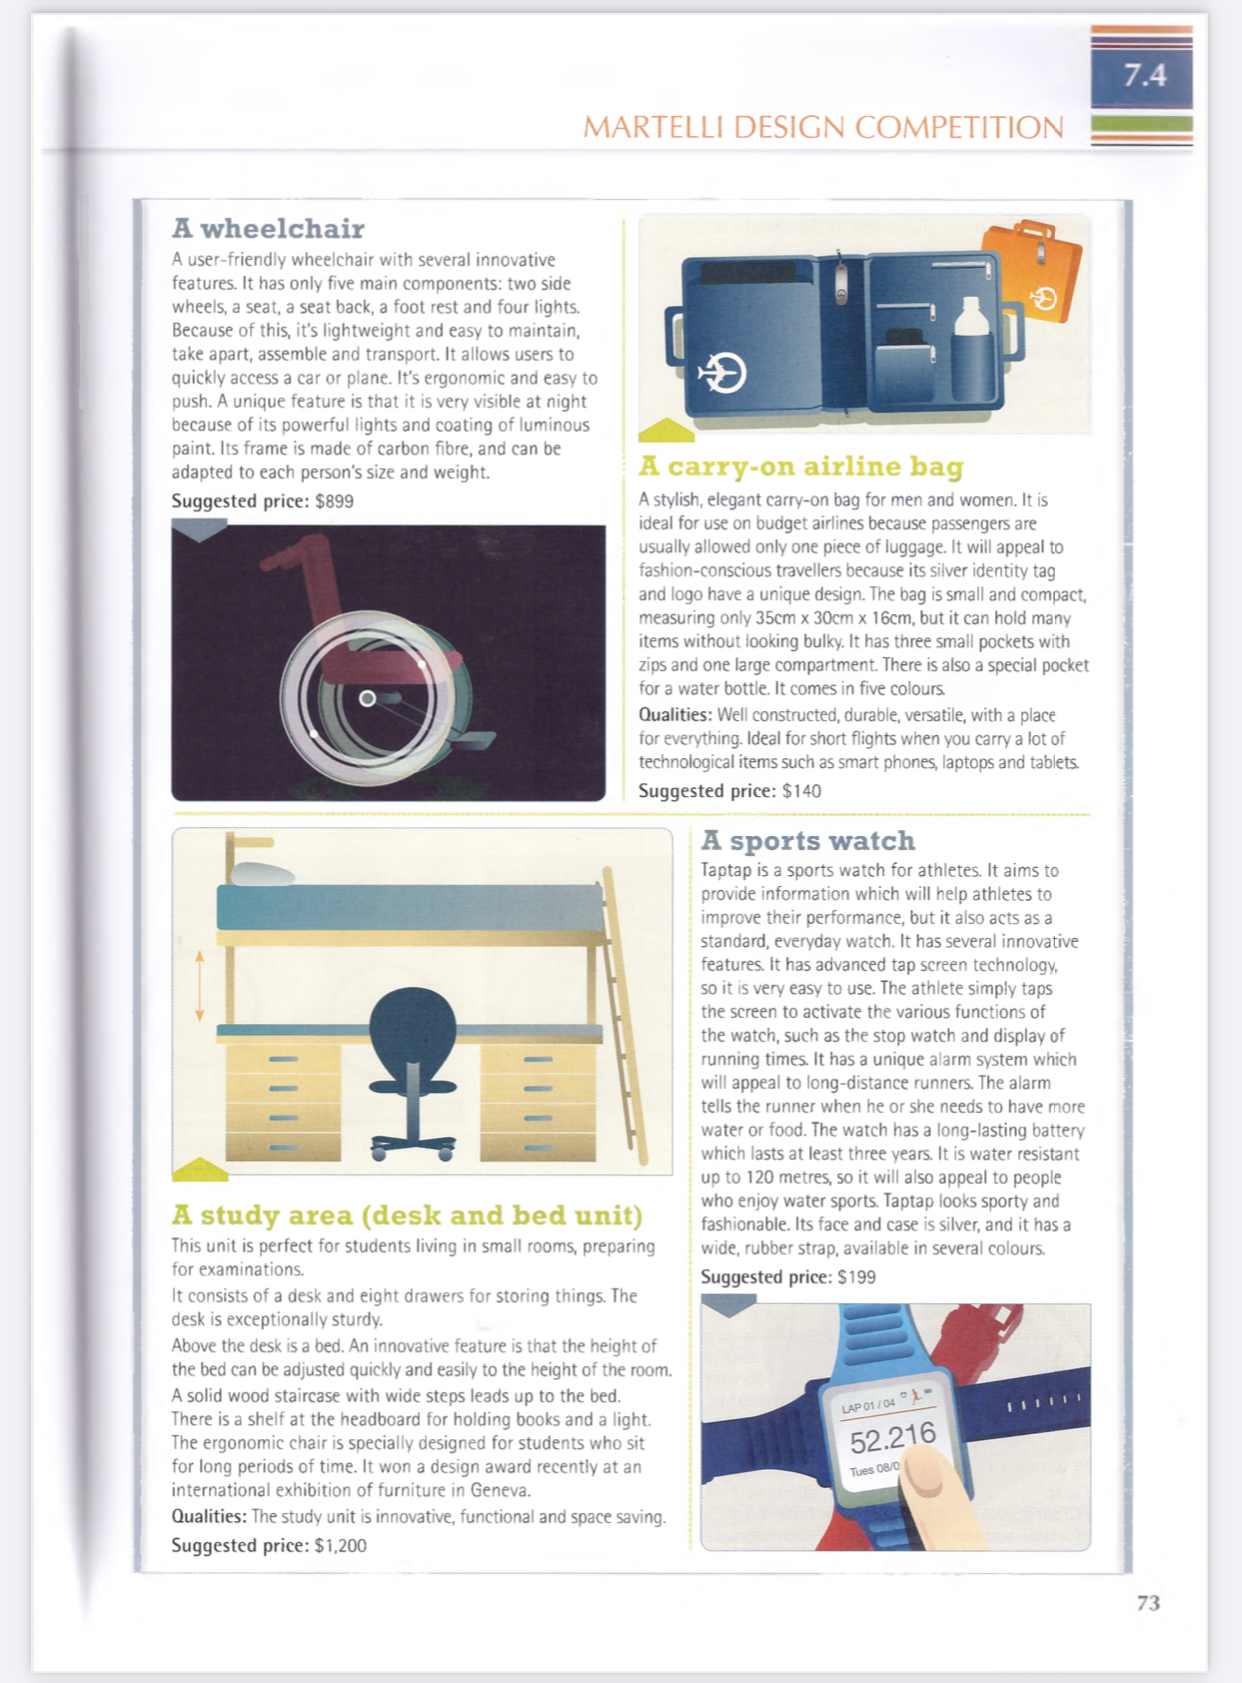 7.4
MARTELLI DESIGN COMPETITION
A wheelchair
A user-friendly wheelchair with several innovative
features. It has only five main components: two side
wheels, a seat, a seat back, a foot rest and four lights.
Because of this, it's lightweight and easy to maintain,
take apart, assemble and transport. It allows users to
quickly access a car or plane. It's ergonomic and easy to
push. A unique feature is that it is very visible at night
because of its powerful lights and coating of luminous
paint. Its frame is made of carbon fibre, and can be
adapted to each person's size and weight.
Suggested price: $899
A carry-on airline bag
A stylish, elegant carry-on bag for men and women. It is
ideal for use on budget airlines because passengers are
usually allowed only one piece of luggage. It will appeal to
fashion-conscious travellers because its silver identity tag
and logo have a unique design. The bag is small and compact,
measuring only 35cm x 30cm x 16cm, but it can hold many
items without looking bulky. It has three small pockets with
zips and one large compartment. There is also a special pocket
for a water bottle. It comes in five colours.
Qualities: Well constructed, durable, versatile, with a place
for everything. Ideal for short flights when you carry a lot of
technological items such as smart phones, laptops and tablets.
Suggested price: $140
A study area (desk and bed unit)
This unit is perfect for students living in small rooms, preparing
for examinations.
It consists of a desk and eight drawers for storing things. The
desk is exceptionally sturdy.
Above the desk is a bed. An innovative feature is that the height of
the bed can be adjusted quickly and easily to the height of the room.
A solid wood staircase with wide steps leads up to the bed.
There is a shelf at the headboard for holding books and a light.
The ergonomic chair is specially designed for students who sit
for long periods of time. It won a design award recently at an
international exhibition of furniture in Geneva.
Qualities: The study unit is innovative, functional and space saving.
Suggested price: $1,200
A sports watch
Taptap is a sports watch for athletes. It aims to
provide information which will help athletes to
improve their performance, but it also acts as a
standard, everyday watch. It has several innovative
features. It has advanced tap screen technology,
so it is very easy to use. The athlete simply taps
the screen to activate the various functions of
the watch, such as the stop watch and display of
running times. It has a unique alarm system which
will appeal to long-distance runners. The alarm
tells the runner when he or she needs to have more
water or food. The watch has a long-lasting battery
which lasts at least three years. It is water resistant
up to 120 metres, so it will also appeal to people
who enjoy water sports. Taptap looks sporty and
fashionable. Its face and case is silver, and it has a
wide, rubber strap, available in several colours.
Suggested price: $199
LAP 01 / 04
52.216
Tues 08/0
73